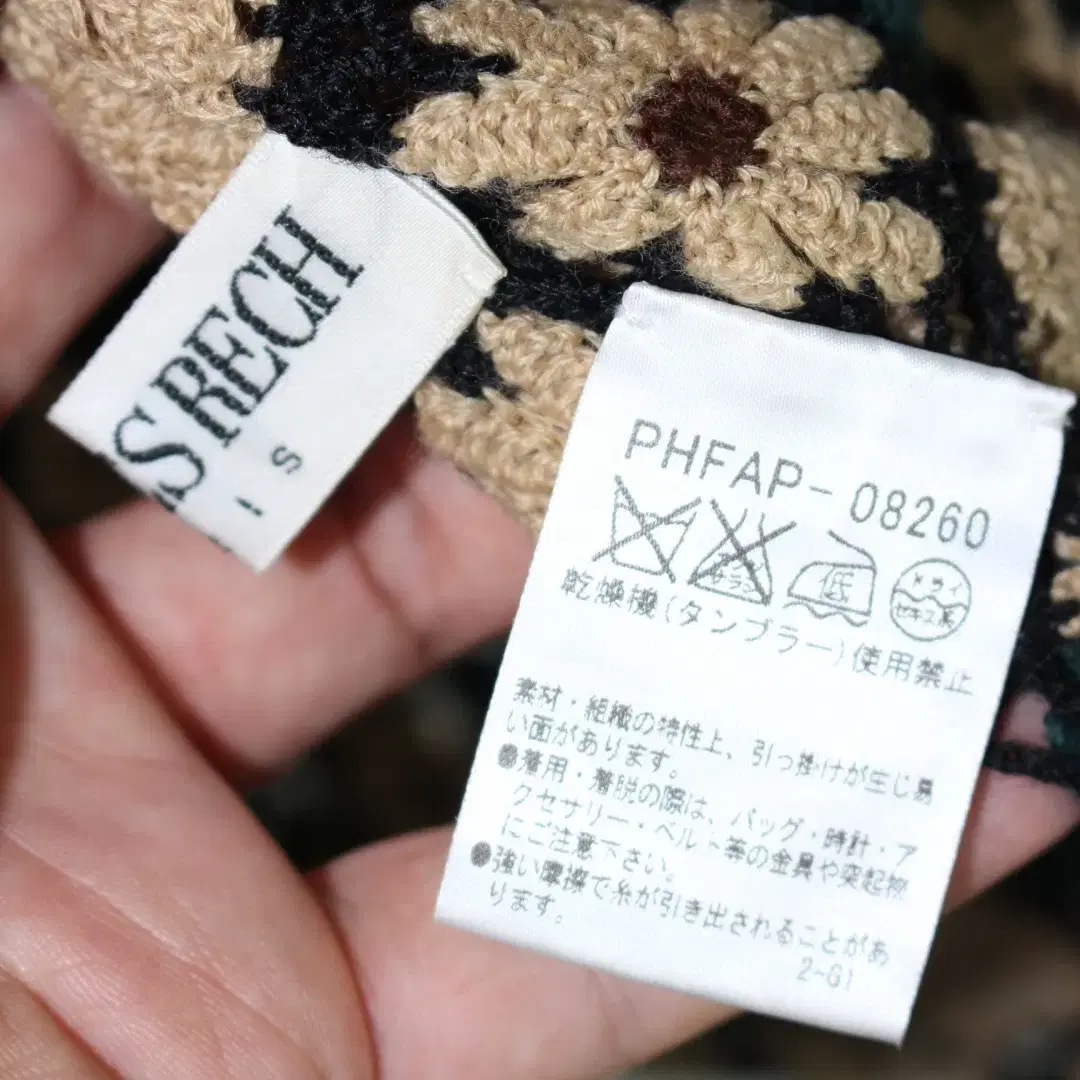 S RECH
S
PHFAP-08260
サラシ
低
ドライ
セキユ系
乾燥機(タンブラー)使用禁止
素材・組織の特性上、引っ掛けが生じ易
い面があります。
●着用・着脱の際は、バッグ・時計・ア
クセサリー・ベルト等の金具や突起物
にご注意下さい。
●強い摩擦で糸が引き出されることがあ
ります。
2-G1